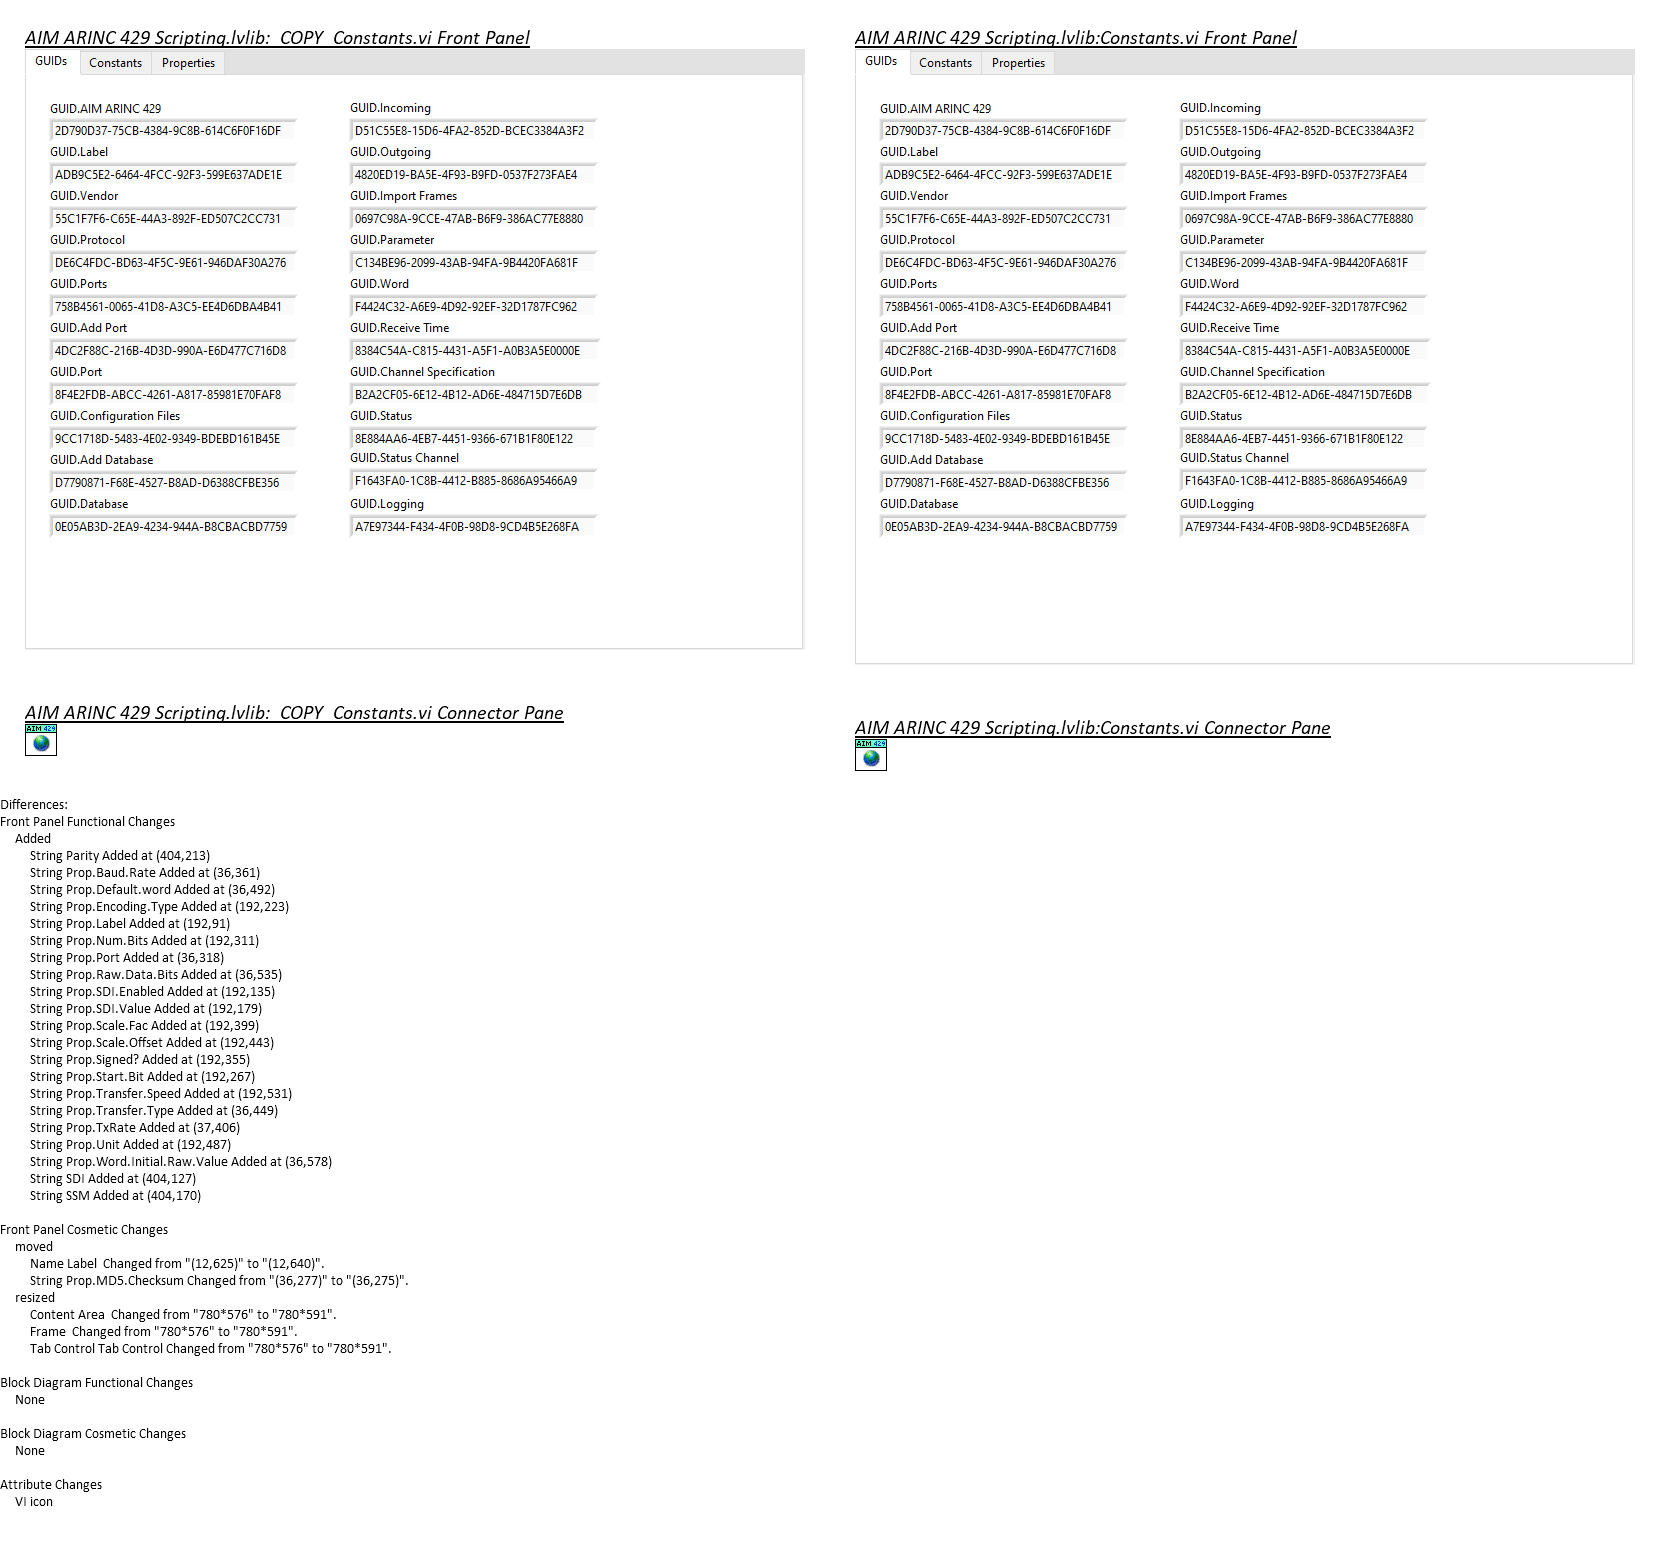 AIM ARINC 429 Scripting.lvlib:_COPY_Constants.vi Front Panel
GUIDs Constants Properties
GUID.AIM ARINC 429
2D790D37-75CB-4384-9C8B-614C6F0F16DF
GUID.Label
ADB9C5E2-6464-4FCC-92F3-599E637ADE1E
GUID.Vendor
55C1F7F6-C65E-44A3-892F-ED507C2CC731
GUID.Protocol
DE6C4FDC-BD63-4F5C-9E61-946DAF30A276
GUID.Ports
758B4561-0065-41D8-A3C5-EE4D6DBA4B41
GUID.Add Port
4DC2F88C-216B-4D3D-990A-E6D477C716D8
GUID.Port
8F4E2FDB-ABCC-4261-A817-85981E70FAF8
GUID.Configuration Files
9CC1718D-5483-4E02-9349-BDEBD161B45E
GUID.Add Database
D7790871-F68E-4527-B8AD-D6388CFBE356
GUID.Database
0E05AB3D-2EA9-4234-944A-B8CBACBD7759
GUID.Incoming
D51C55E8-15D6-4FA2-852D-BCEC3384A3F2
GUID.Outgoing
4820ED19-BA5E-4F93-B9FD-0537F273FAE4
GUID.Import Frames
0697C98A-9CCE-47AB-B6F9-386AC77E8880
GUID.Parameter
C134BE96-2099-43AB-94FA-9B4420FA681F
GUID.Word
F4424C32-A6E9-4D92-92EF-32D1787FC962
GUID.Receive Time
8384C54A-C815-4431-A5F1-A0B3A5E0000E
GUID.Channel Specification
B2A2CF05-6E12-4B12-AD6E-484715D7E6DB
GUID.Status
8E884AA6-4EB7-4451-9366-671B1F80E122
GUID.Status Channel
F1643FA0-1C8B-4412-B885-8686A95466A9
GUID.Logging
A7E97344-F434-4F0B-98D8-9CD4B5E268FA
AIM ARINC 429 Scripting.lvlib:Constants.vi Front Panel
GUIDs Constants Properties
GUID.AIM ARINC 429
2D790D37-75CB-4384-9C8B-614C6F0F16DF
GUID.Label
ADB9C5E2-6464-4FCC-92F3-599E637ADE1E
GUID.Vendor
55C1F7F6-C65E-44A3-892F-ED507C2CC731
GUID.Protocol
DE6C4FDC-BD63-4F5C-9E61-946DAF30A276
GUID.Ports
758B4561-0065-41D8-A3C5-EE4D6DBA4B41
GUID.Add Port
4DC2F88C-216B-4D3D-990A-E6D477C716D8
GUID.Port
8F4E2FDB-ABCC-4261-A817-85981E70FAF8
GUID.Configuration Files
9CC1718D-5483-4E02-9349-BDEBD161B45E
GUID.Add Database
D7790871-F68E-4527-B8AD-D6388CFBE356
GUID.Database
0E05AB3D-2EA9-4234-944A-B8CBACBD7759
GUID.Incoming
D51C55E8-15D6-4FA2-852D-BCEC3384A3F2
GUID.Outgoing
4820ED19-BA5E-4F93-B9FD-0537F273FAE4
GUID.Import Frames
0697C98A-9CCE-47AB-B6F9-386AC77E8880
GUID.Parameter
C134BE96-2099-43AB-94FA-9B4420FA681F
GUID.Word
F4424C32-A6E9-4D92-92EF-32D1787FC962
GUID.Receive Time
8384C54A-C815-4431-A5F1-A0B3A5E0000E
GUID.Channel Specification
B2A2CF05-6E12-4B12-AD6E-484715D7E6DB
GUID.Status
8E884AA6-4EB7-4451-9366-671B1F80E122
GUID.Status Channel
F1643FA0-1C8B-4412-B885-8686A95466A9
GUID.Logging
A7E97344-F434-4F0B-98D8-9CD4B5E268FA
AIM ARINC 429 Scripting.lvlib:_COPY_Constants.vi Connector Pane
AIM 429
AIM ARINC 429 Scripting.lvlib:Constants.vi Connector Pane
AIM 429
Differences:
Front Panel Functional Changes
Added
String Parity Added at (404,213)
String Prop.Baud.Rate Added at (36,361)
String Prop.Default.word Added at (36,492)
String Prop.Encoding.Type Added at (192,223)
String Prop.Label Added at (192,91)
String Prop.Num.Bits Added at (192,311)
String Prop.Port Added at (36,318)
String Prop.Raw.Data.Bits Added at (36,535)
String Prop.SDI.Enabled Added at (192,135)
String Prop.SDI.Value Added at (192,179)
String Prop.Scale.Fac Added at (192,399)
String Prop.Scale.Offset Added at (192,443)
String Prop.Signed? Added at (192,355)
String Prop.Start.Bit Added at (192,267)
String Prop.Transfer.Speed Added at (192,531)
String Prop.Transfer.Type Added at (36,449)
String Prop.TxRate Added at (37,406)
String Prop.Unit Added at (192,487)
String Prop.Word.Initial.Raw.Value Added at (36,578)
String SDI Added at (404,127)
String SSM Added at (404,170)
Front Panel Cosmetic Changes
moved
Name Label  Changed from "(12,625)" to "(12,640)".
String Prop.MD5.Checksum Changed from "(36,277)" to "(36,275)".
resized
Content Area  Changed from "780*576" to "780*591".
Frame  Changed from "780*576" to "780*591".
Tab Control Tab Control Changed from "780*576" to "780*591".
Block Diagram Functional Changes
None
Block Diagram Cosmetic Changes
None
Attribute Changes
VI icon